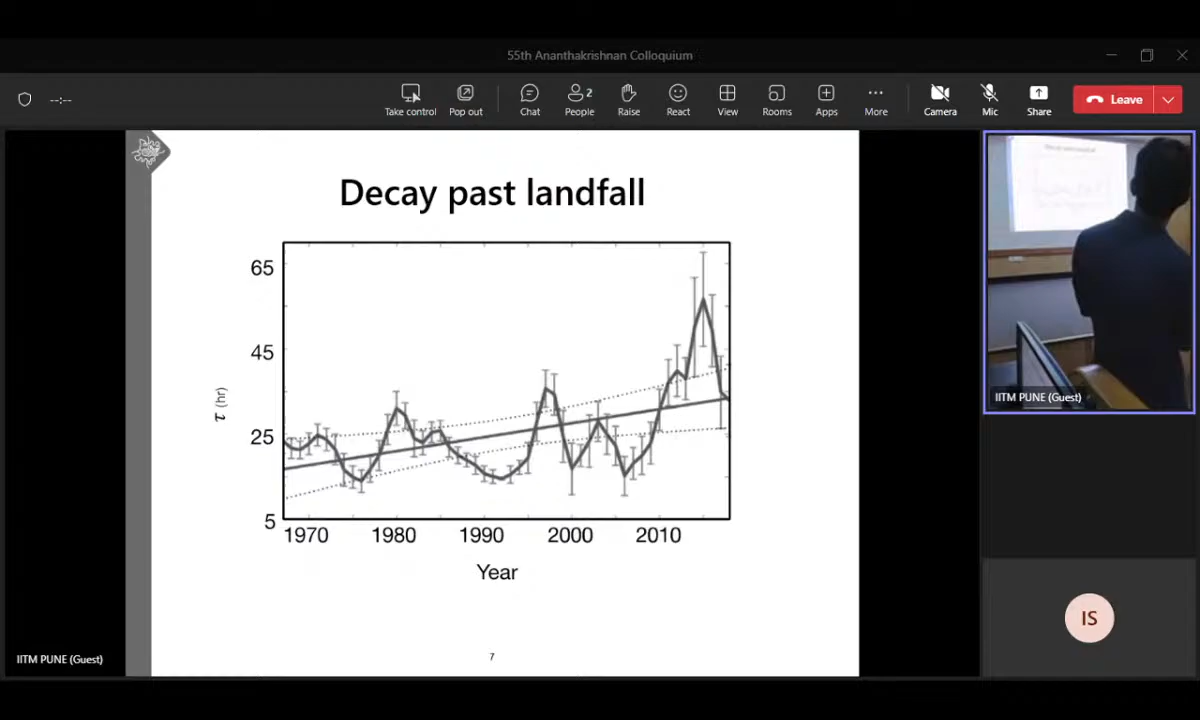 55th Ananthakrishnan Colloquium
--:--
Take control
Pop out
Chat
People 2
Raise
React
View
Rooms
Apps
More
Camera
Mic
Share
Leave
Decay past landfall
65
45
25
5
τ (hr)
1970 1980 1990 2000 2010
Year
7
IITM PUNE (Guest)
IITM PUNE (Guest)
IS